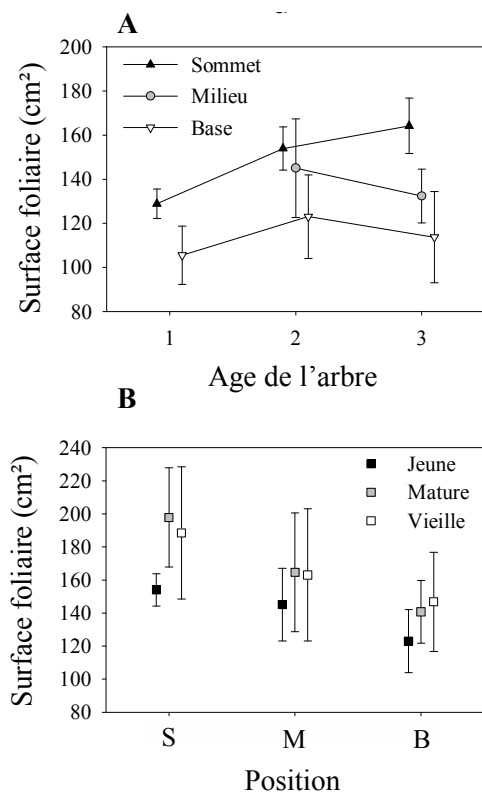 A
Surface foliaire (cm²)
200
180
160
140
120
100
80
Sommet
Milieu
Base
1
2
3
Age de l’arbre
B
Surface foliaire (cm²)
240
220
200
180
160
140
120
100
80
Jeune
Mature
Vieille
S
M
B
Position